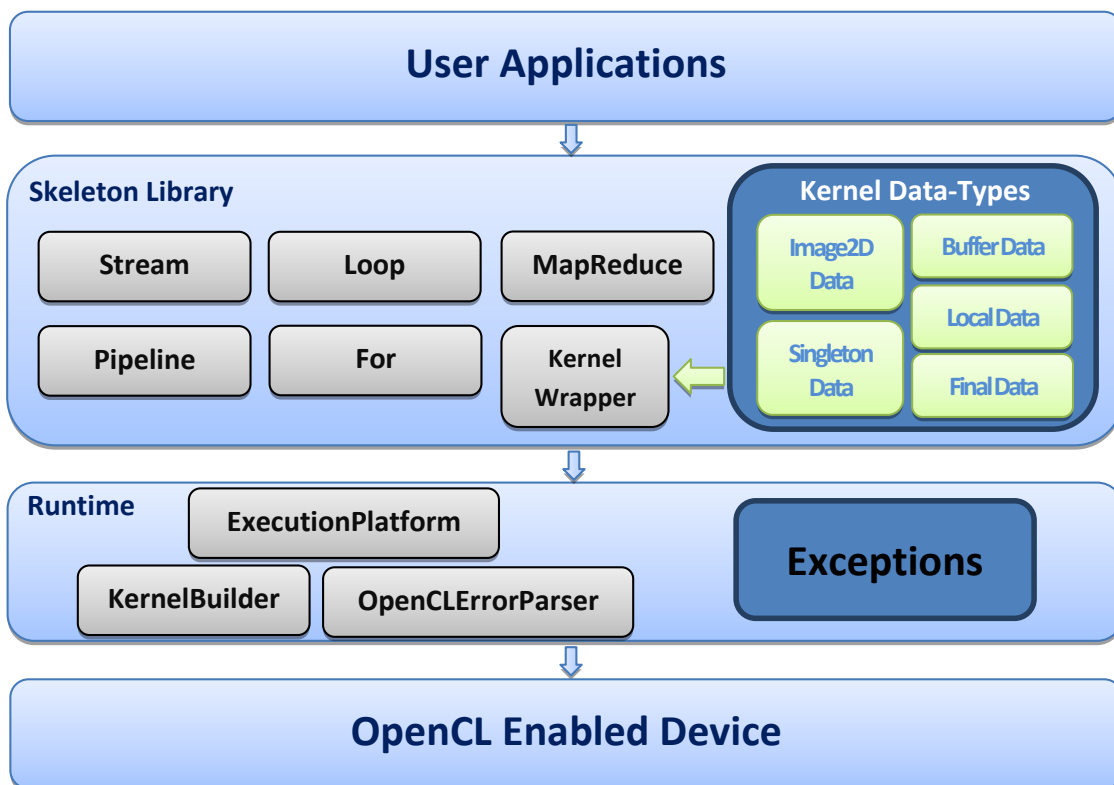 User Applications
Skeleton Library
Kernel Data-Types
Stream
Loop
MapReduce
Image2D
Data
Buffer Data
Local Data
Pipeline
For
Kernel
Wrapper
Singleton
Data
Final Data
Runtime
ExecutionPlatform
KernelBuilder
OpenCLErrorParser
Exceptions
OpenCL Enabled Device